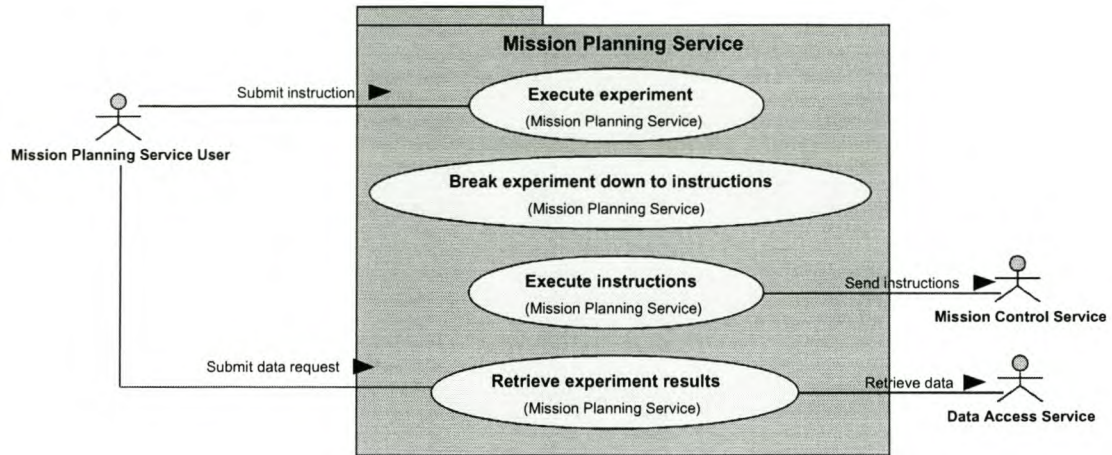 Mission Planning Service
Submit instruction
Execute experiment
(Mission Planning Service)
Mission Planning Service User
Break experiment down to instructions
(Mission Planning Service)
Execute instructions
(Mission Planning Service)
Send instructions
Mission Control Service
Submit data request
Retrieve experiment results
(Mission Planning Service)
Retrieve data
Data Access Service